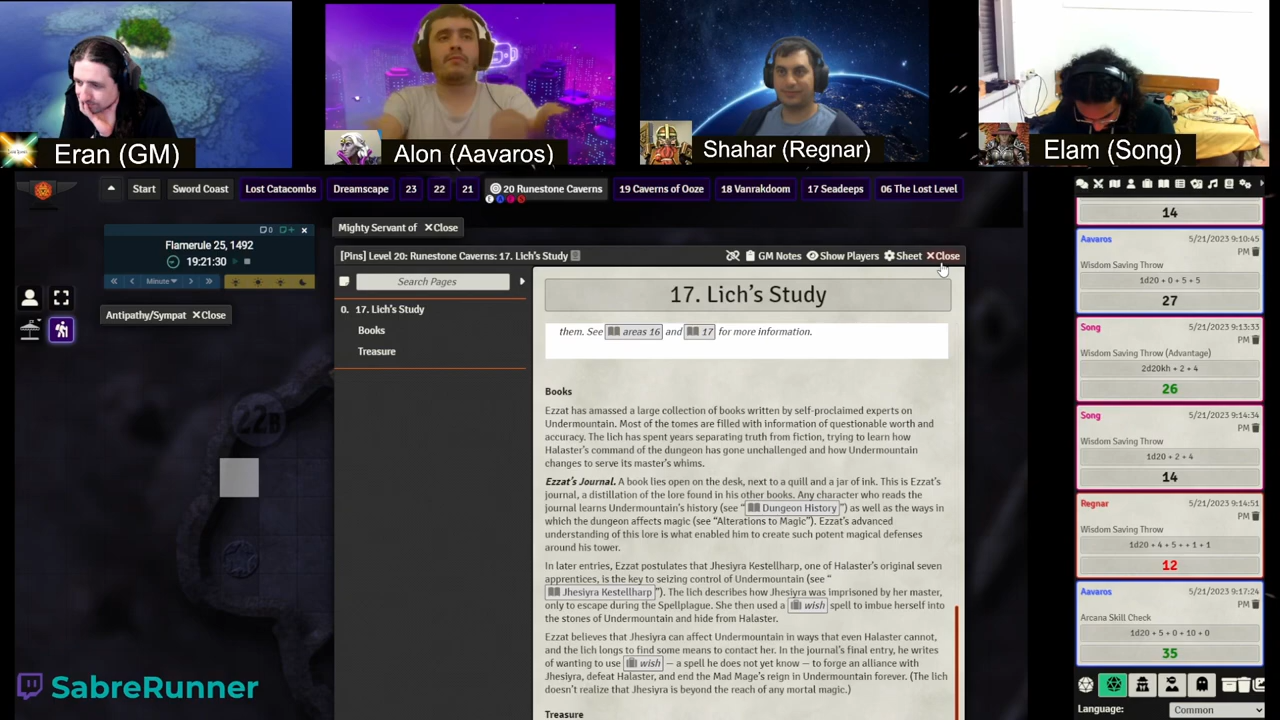 Eran (GM)
Alon (Aavaros)
Shahar (Regnar)
Elam (Song)
Start
Sword Coast
Lost Catacombs
Dreamscape
23
22
21
20 Runestone Caverns
19 Caverns of Ooze
18 Vanrakdoom
17 Seadeeps
06 The Lost Level
0
Flamerule 25, 1492
19:21:30
Minute
Antipathy/Sympat Close
Mighty Servant of Close
[Pins] Level 20: Runestone Caverns: 17. Lich's Study
GM Notes
Show Players
Sheet
Close
Search Pages
0. 17. Lich's Study
Books
Treasure
17. Lich's Study
them. See areas 16 and 17 for more information.
Books
Ezzat has amassed a large collection of books written by self-proclaimed experts on
Undermountain. Most of the tomes are filled with information of questionable worth and
accuracy. The lich has spent years separating truth from fiction, trying to learn how
Halaster's command of the dungeon has gone unchallenged and how Undermountain
changes to serve its master's whims.
Ezzat's Journal. A book lies open on the desk, next to a quill and a jar of ink. This is Ezzat's
journal, a distillation of the lore found in his other books. Any character who reads the
journal learns Undermountain's history (see " Dungeon History ") as well as the ways in
which the dungeon affects magic (see "Alterations to Magic"). Ezzat's advanced
understanding of this lore is what enabled him to create such potent magical defenses
around his tower.
In later entries, Ezzat postulates that Jhesiyra Kestellharp, one of Halaster's original seven
apprentices, is the key to seizing control of Undermountain (see "
Jhesiyra Kestellharp "). The lich describes how Jhesiyra was imprisoned by her master,
only to escape during the Spellplague. She then used a wish spell to imbue herself into
the stones of Undermountain and hide from Halaster.
Ezzat believes that Jhesiyra can affect Undermountain in ways that even Halaster cannot,
and the lich longs to find some means to contact her. In the journal's final entry, he writes
of wanting to use wish — a spell he does not yet know — to forge an alliance with
Jhesiyra, defeat Halaster, and end the Mad Mage's reign in Undermountain forever. (The lich
doesn't realize that Jhesiyra is beyond the reach of any mortal magic.)
Treasure
22B
14
Aavaros 5/21/2023 9:10:45
PM
Wisdom Saving Throw
1d20 + 0 + 5 + 5
27
Song 5/21/2023 9:13:33
PM
Wisdom Saving Throw (Advantage)
2d20kh + 2 + 4
26
Song 5/21/2023 9:14:34
PM
Wisdom Saving Throw
1d20 + 2 + 4
14
Regnar 5/21/2023 9:14:51
PM
Wisdom Saving Throw
1d20 + 4 + 5 + + 1 + 1
12
Aavaros 5/21/2023 9:17:24
PM
Arcana Skill Check
1d20 + 5 + 0 + 10 + 0
35
Language: Common
SabreRunner